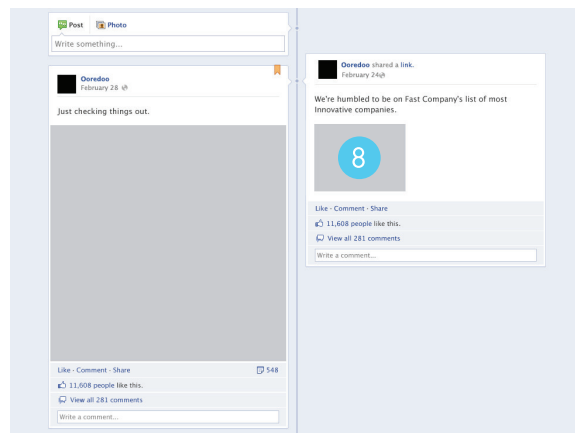 Post Photo
Write something...
Ooredoo
February 28
Just checking things out.
Like · Comment · Share 548
11,608 people like this.
View all 281 comments
Write a comment...
Ooredoo shared a link.
February 24
We're humbled to be on Fast Company's list of most
Innovative companies.
8
Like · Comment · Share
11,608 people like this.
View all 281 comments
Write a comment...